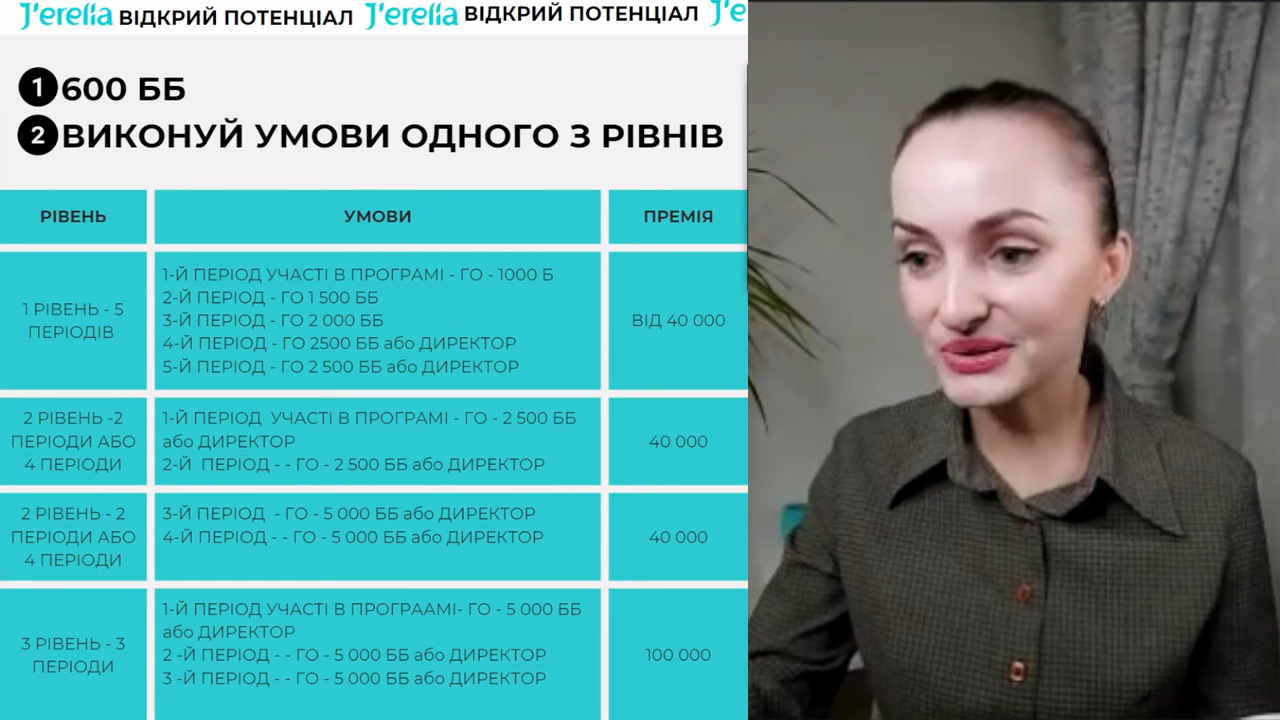 J'erelia ВІДКРИЙ ПОТЕНЦІАЛ J'erelia ВІДКРИЙ ПОТЕНЦІАЛ J'e
1 600 ББ
2 ВИКОНУЙ УМОВИ ОДНОГО З РІВНІВ
РІВЕНЬ
УМОВИ
ПРЕМІЯ
1 РІВЕНЬ - 5
ПЕРІОДІВ
1-Й ПЕРІОД УЧАСТІ В ПРОГРАМІ - ГО - 1000 Б
2-Й ПЕРІОД - ГО 1 500 ББ
3-Й ПЕРІОД - ГО 2 000 ББ
4-Й ПЕРІОД - ГО 2500 ББ або ДИРЕКТОР
5-Й ПЕРІОД - ГО 2 500 ББ або ДИРЕКТОР
ВІД 40 000
2 РІВЕНЬ -2
ПЕРІОДИ АБО
4 ПЕРІОДИ
1-Й ПЕРІОД УЧАСТІ В ПРОГРАМІ - ГО - 2 500 ББ
або ДИРЕКТОР
2-Й ПЕРІОД - - ГО - 2 500 ББ або ДИРЕКТОР
40 000
2 РІВЕНЬ - 2
ПЕРІОДИ АБО
4 ПЕРІОДИ
3-Й ПЕРІОД - ГО - 5 000 ББ або ДИРЕКТОР
4-Й ПЕРІОД - - ГО - 5 000 ББ або ДИРЕКТОР
40 000
3 РІВЕНЬ - 3
ПЕРІОДИ
1-Й ПЕРІОД УЧАСТІ В ПРОГРААМІ- ГО - 5 000 ББ
або ДИРЕКТОР
2 -Й ПЕРІОД - - ГО - 5 000 ББ або ДИРЕКТОР
3 -Й ПЕРІОД - - ГО - 5 000 ББ або ДИРЕКТОР
100 000